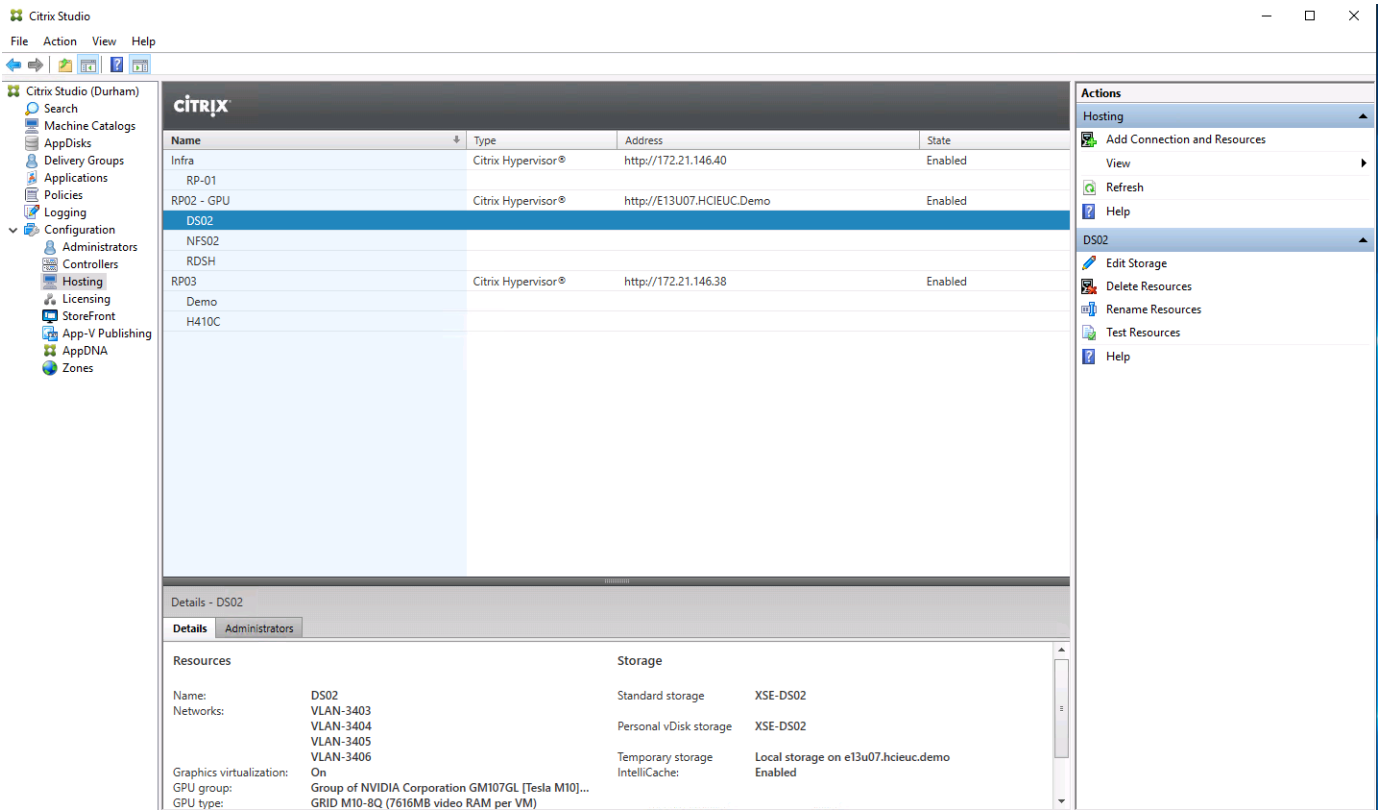 Citrix Studio
File Action View Help
Citrix Studio (Durham)
Search
Machine Catalogs
AppDisks
Delivery Groups
Applications
Policies
Logging
Configuration
Administrators
Controllers
Hosting
Licensing
StoreFront
App-V Publishing
AppDNA
Zones
CİTRIX
Name Type Address State
Infra Citrix Hypervisor® http://172.21.146.40 Enabled
RP-01
RP02 - GPU Citrix Hypervisor® http://E13U07.HCIEUC.Demo Enabled
DS02
NFS02
RDSH
RP03 Citrix Hypervisor® http://172.21.146.38 Enabled
Demo
H410C
Details - DS02
Details Administrators
Resources
Name: DS02
Networks: VLAN-3403
VLAN-3404
VLAN-3405
VLAN-3406
Graphics virtualization: On
GPU group: Group of NVIDIA Corporation GM107GL [Tesla M10]...
GPU type: GRID M10-8Q (7616MB video RAM per VM)
Storage
Standard storage XSE-DS02
Personal vDisk storage XSE-DS02
Temporary storage Local storage on e13u07.hcieuc.demo
IntelliCache: Enabled
Actions
Hosting
Add Connection and Resources
View
Refresh
Help
DS02
Edit Storage
Delete Resources
Rename Resources
Test Resources
Help